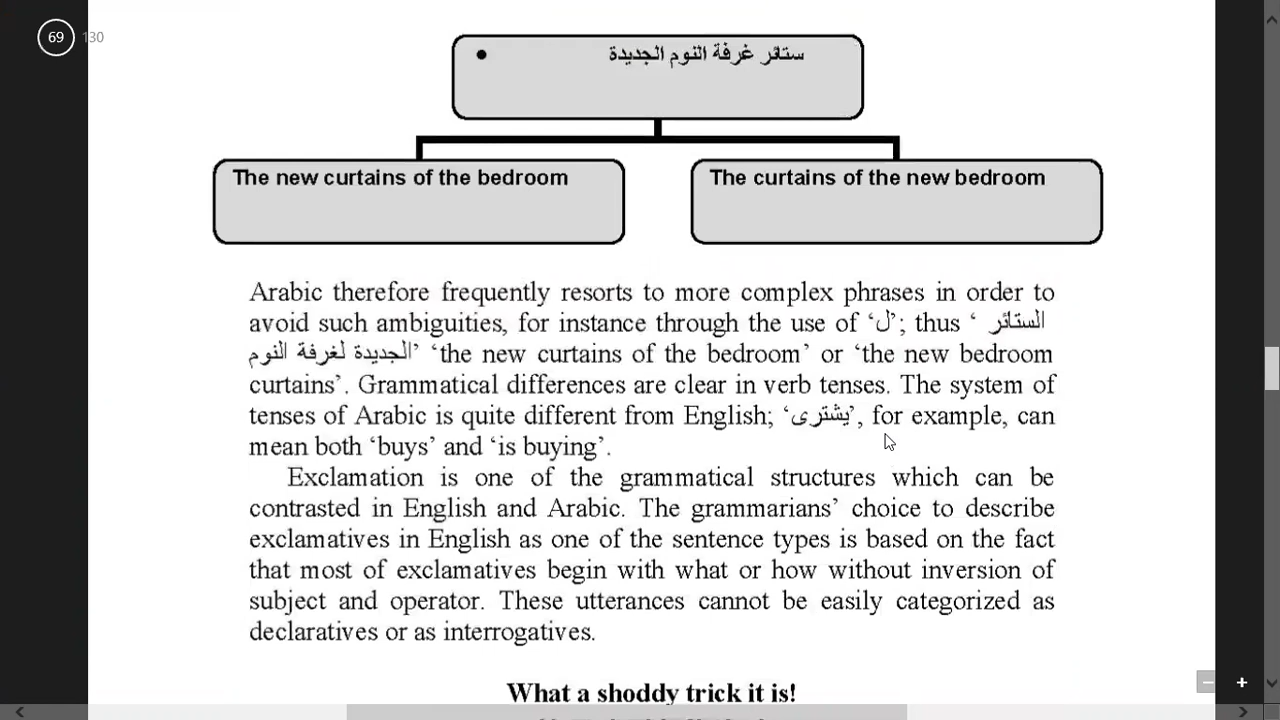 69 130
• ستائر غرفة النوم الجديدة
The new curtains of the bedroom
The curtains of the new bedroom
Arabic therefore frequently resorts to more complex phrases in order to
avoid such ambiguities, for instance through the use of ‘ل’; thus ‘ الستائر
الجديدة لغرفة النوم’ ‘the new curtains of the bedroom’ or ‘the new bedroom
curtains’. Grammatical differences are clear in verb tenses. The system of
tenses of Arabic is quite different from English; ‘يشترى’, for example, can
mean both ‘buys’ and ‘is buying’.
Exclamation is one of the grammatical structures which can be
contrasted in English and Arabic. The grammarians’ choice to describe
exclamatives in English as one of the sentence types is based on the fact
that most of exclamatives begin with what or how without inversion of
subject and operator. These utterances cannot be easily categorized as
declaratives or as interrogatives.
What a shoddy trick it is!